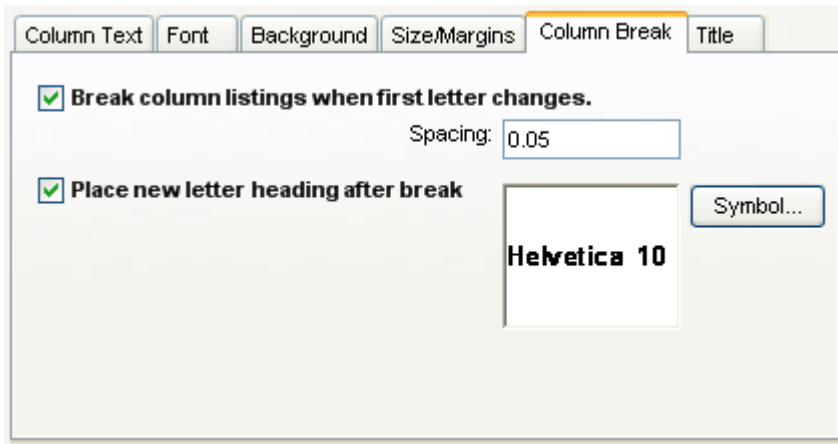 Column Text Font Background Size/Margins Column Break Title
Break column listings when first letter changes.
Spacing: 0.05
Place new letter heading after break
Symbol...
Helvetica 10